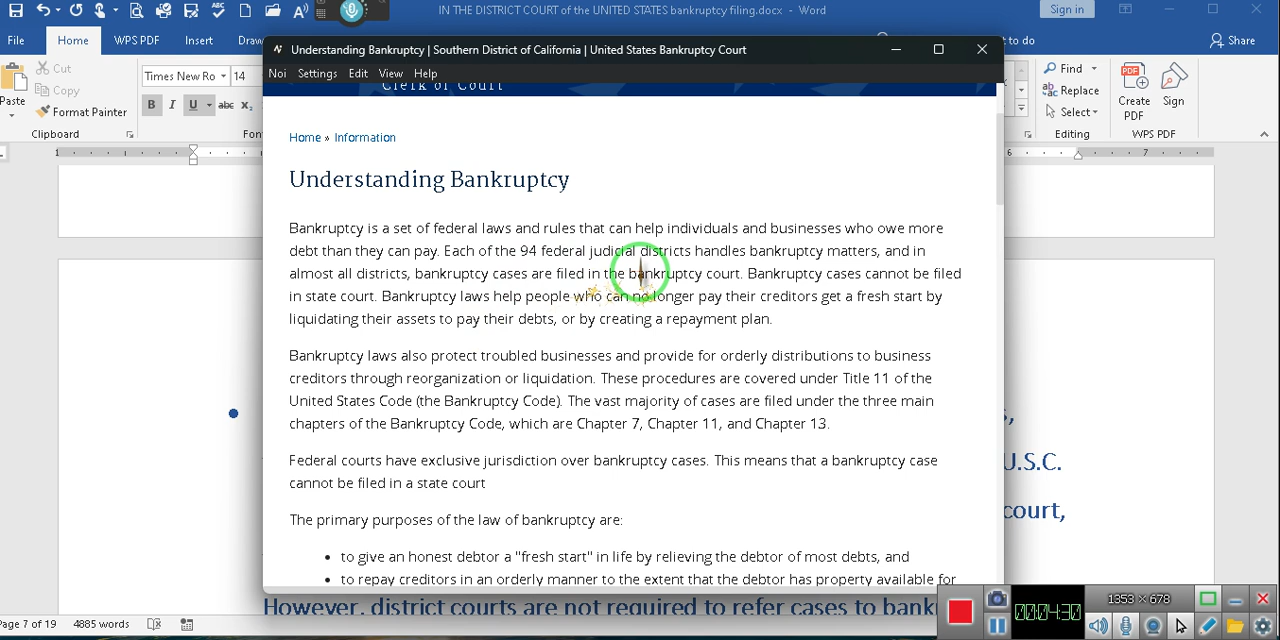 IN THE DISTRICT COURT of the UNITED STATES bankruptcy filing.docx - Word
Sign in
File Home WPS PDF Insert Draw
to do
Share
Paste
Cut
Copy
Format Painter
Clipboard
Times New Ro
14
B I U abc x₂
Font
Find
Replace
Select
Editing
Create
PDF
Sign
WPS PDF
Understanding Bankruptcy | Southern District of California | United States Bankruptcy Court
Noi Settings Edit View Help
Clerk of Court
Home » Information
Understanding Bankruptcy
Bankruptcy is a set of federal laws and rules that can help individuals and businesses who owe more
debt than they can pay. Each of the 94 federal judicial districts handles bankruptcy matters, and in
almost all districts, bankruptcy cases are filed in the bankruptcy court. Bankruptcy cases cannot be filed
in state court. Bankruptcy laws help people who can no longer pay their creditors get a fresh start by
liquidating their assets to pay their debts, or by creating a repayment plan.
Bankruptcy laws also protect troubled businesses and provide for orderly distributions to business
creditors through reorganization or liquidation. These procedures are covered under Title 11 of the
United States Code (the Bankruptcy Code). The vast majority of cases are filed under the three main
chapters of the Bankruptcy Code, which are Chapter 7, Chapter 11, and Chapter 13.
Federal courts have exclusive jurisdiction over bankruptcy cases. This means that a bankruptcy case
cannot be filed in a state court
The primary purposes of the law of bankruptcy are:
• to give an honest debtor a "fresh start" in life by relieving the debtor of most debts, and
• to repay creditors in an orderly manner to the extent that the debtor has property available for
U.S.C.
court,
However, district courts are not required to refer cases to bank
Page 7 of 19 4885 words
00:04:30
1353 × 678